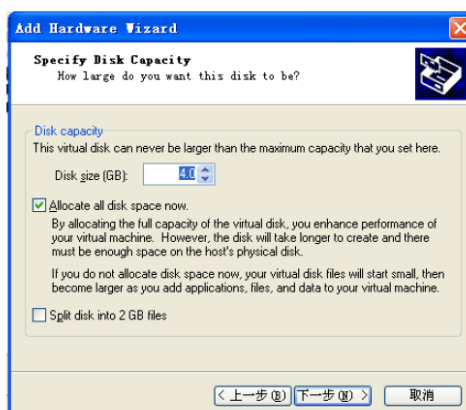 Add Hardware Wizard
Specify Disk Capacity
How large do you want this disk to be?
Disk capacity
This virtual disk can never be larger than the maximum capacity that you set here.
Disk size (GB): 4.0
Allocate all disk space now.
By allocating the full capacity of the virtual disk, you enhance performance of
your virtual machine. However, the disk will take longer to create and there
must be enough space on the host's physical disk.
If you do not allocate disk space now, your virtual disk files will start small, then
become larger as you add applications, files, and data to your virtual machine.
Split disk into 2 GB files
< 上一步(B) 下一步(N) > 取消